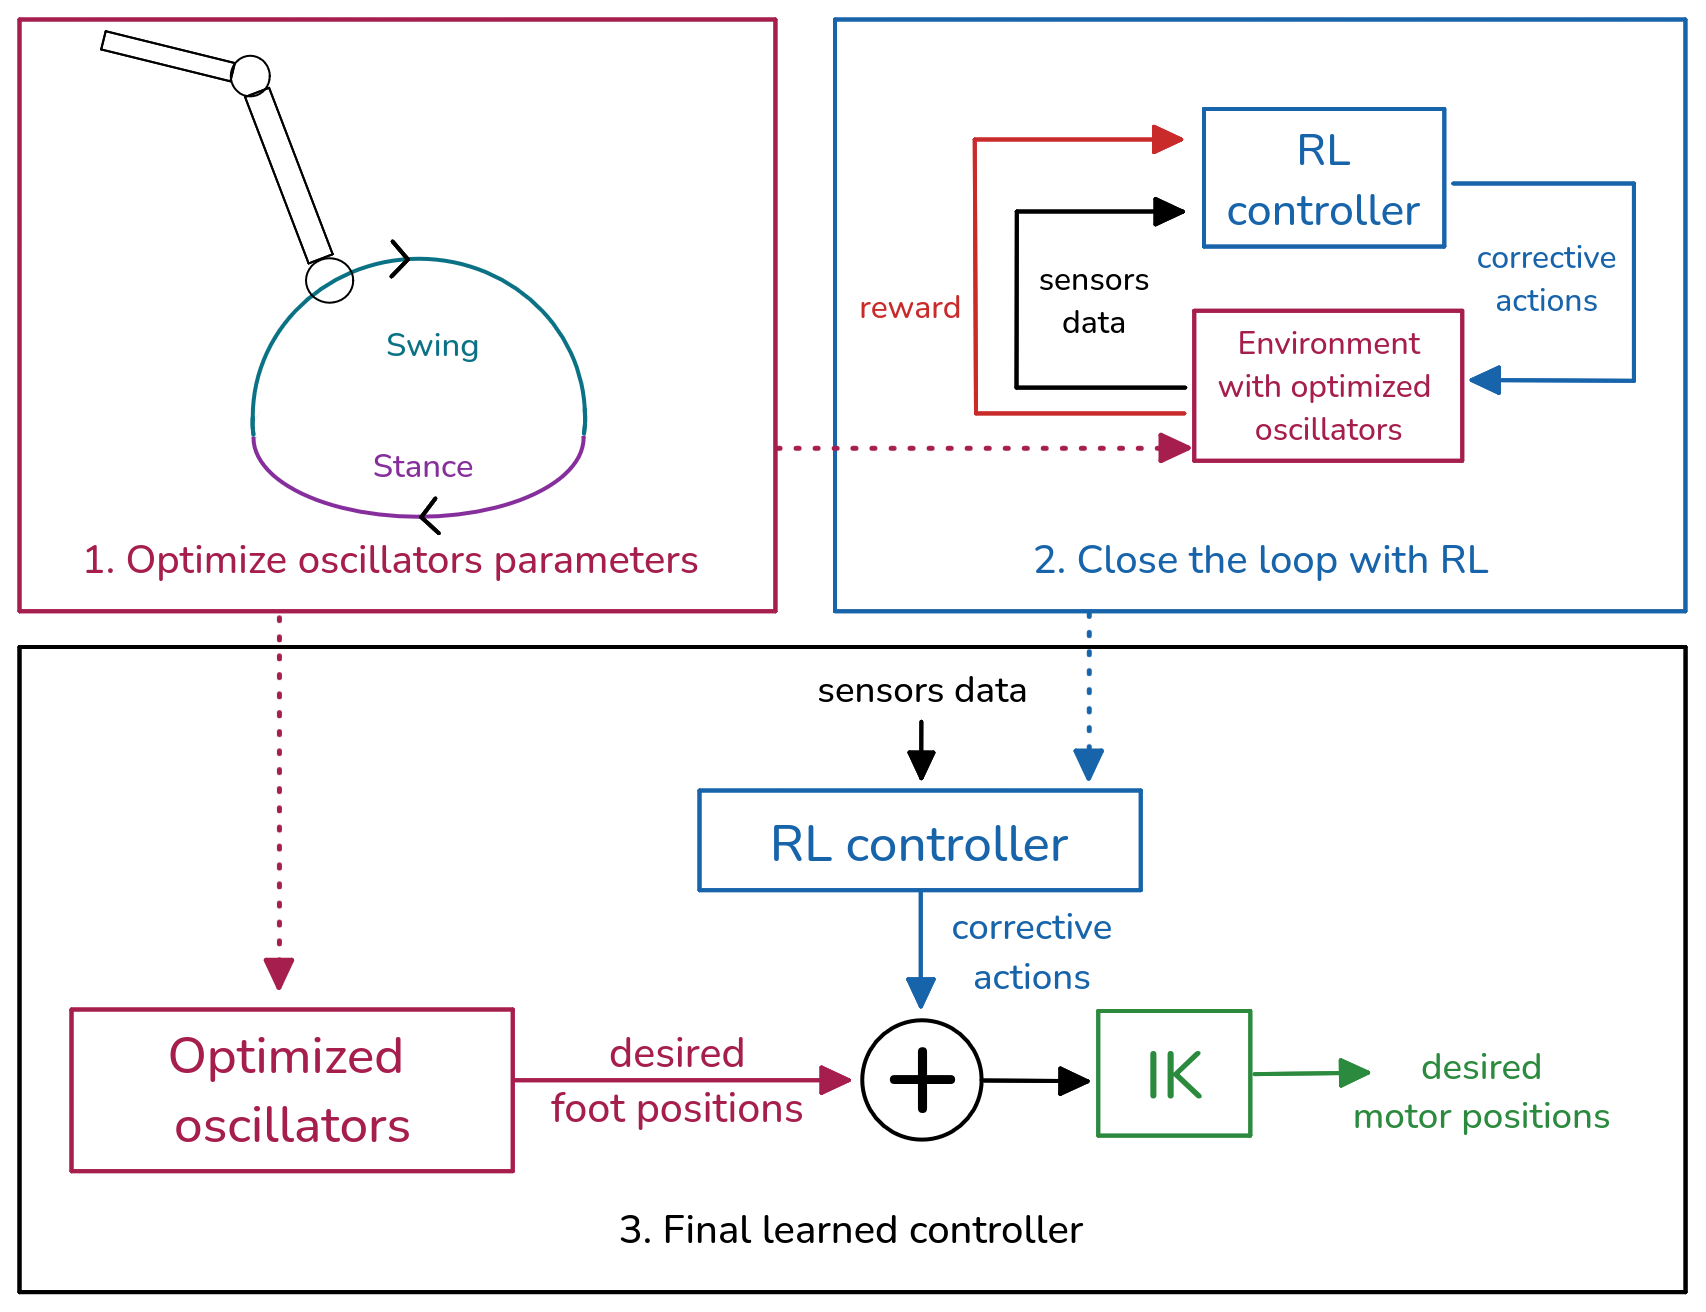 Swing
Stance
1. Optimize oscillators parameters
RL
controller
corrective
actions
sensors
data
reward
Environment
with optimized
oscillators
2. Close the loop with RL
sensors data
RL controller
corrective
actions
Optimized
oscillators
desired
foot positions
IK
desired
motor positions
3. Final learned controller